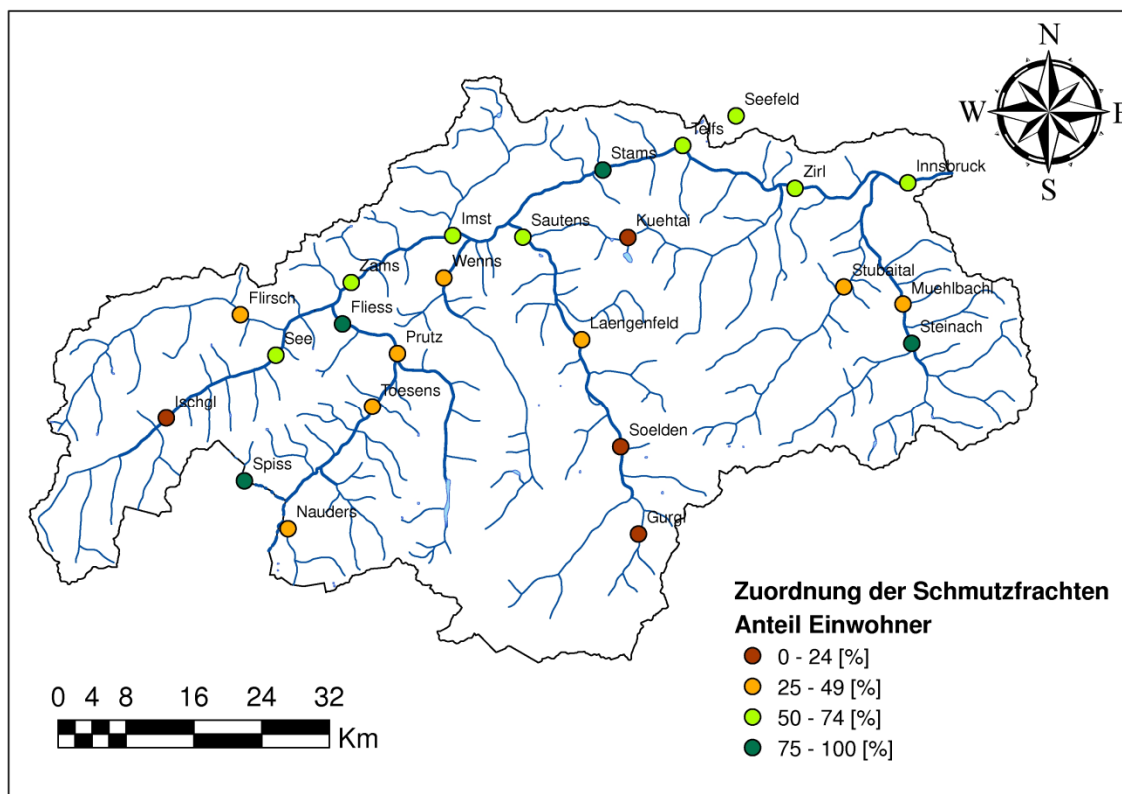 N
W
E
S
Seefeld
Telfs
Stams
Zirl
Innsbruck
Imst
Sautens
Kuehtai
Zams
Wenns
Stubaital
Flirsch
Fliess
Muehlbachl
See
Prutz
Laengenfeld
Steinach
Ischgl
Toesens
Spiss
Soelden
Nauders
Gurgl
Zuordnung der Schmutzfrachten
Anteil Einwohner
0 - 24 [%]
25 - 49 [%]
50 - 74 [%]
75 - 100 [%]
0 4 8 16 24 32
Km